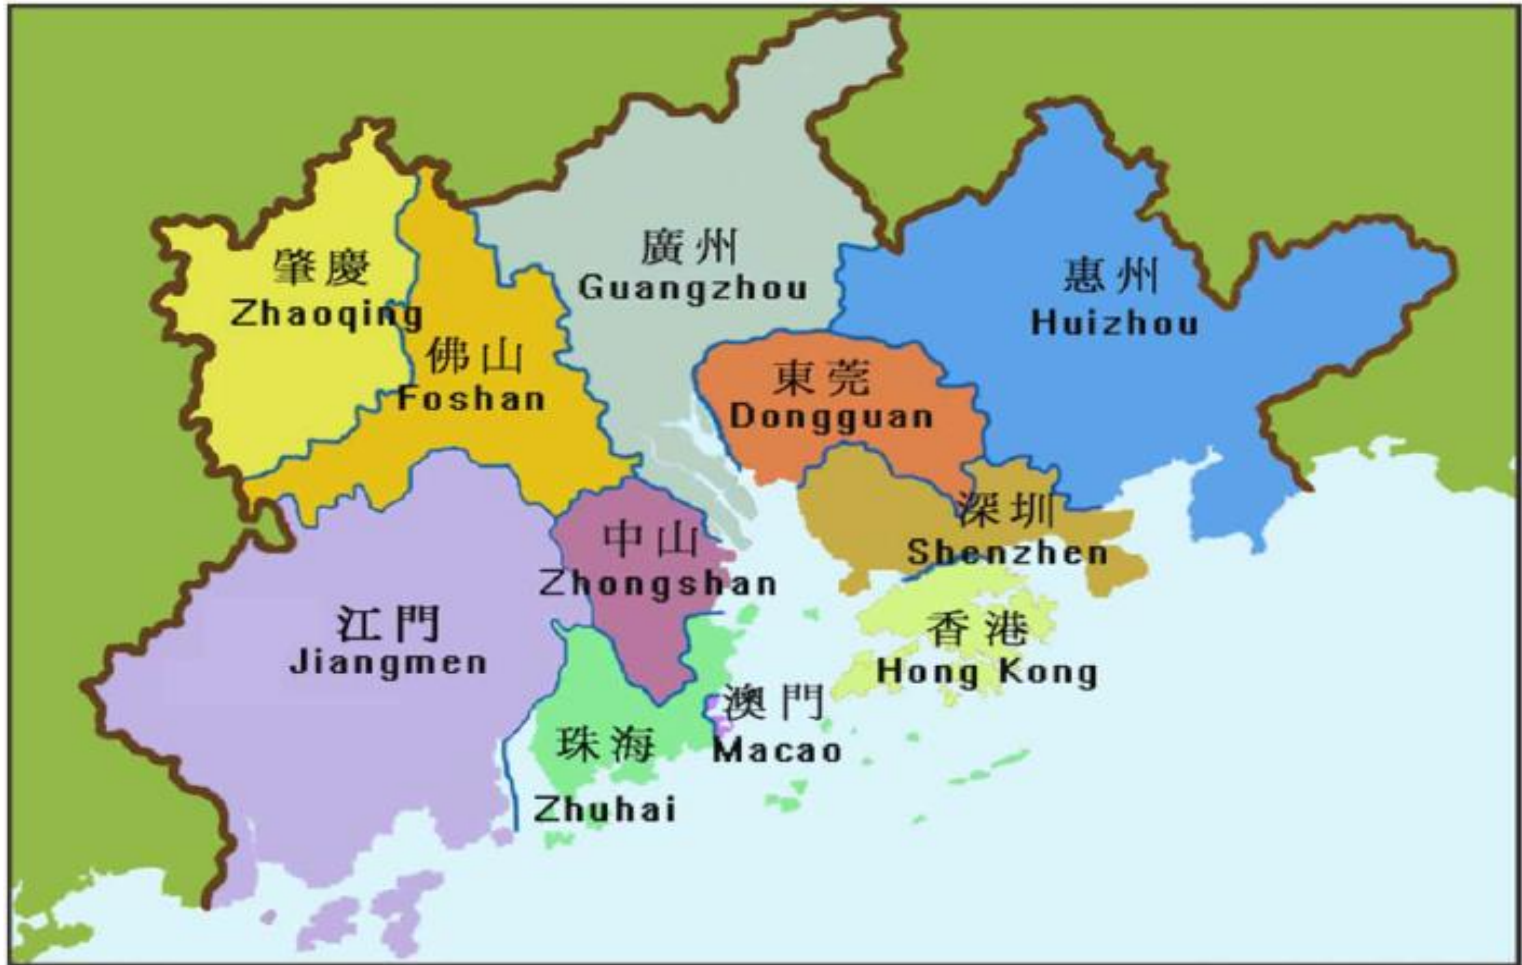 廣州
Guangzhou
肇慶
Zhaoqing
惠州
Huizhou
佛山
Foshan
東莞
Dongguan
深圳
Shenzhen
中山
Zhongshan
江門
Jiangmen
香港
Hong Kong
澳門
Macao
珠海
Zhuhai